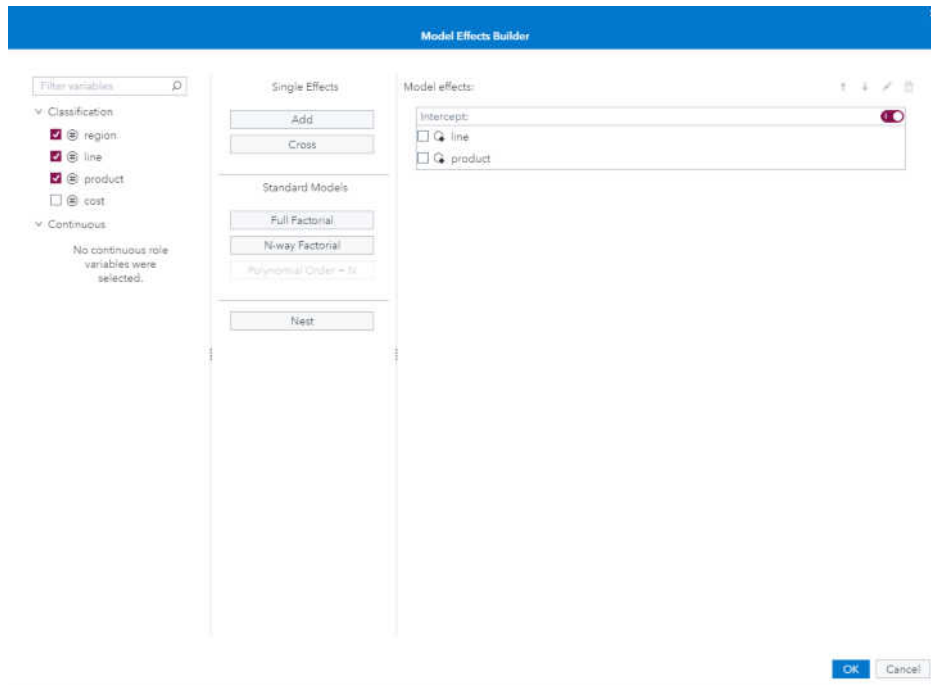 Model Effects Builder
Filter variables
Classification
region
line
product
cost
Continuous
No continuous role
variables were
selected.
Single Effects
Add
Cross
Standard Models
Full Factorial
N-way Factorial
Polynomial Order = N
Nest
Model effects:
Intercept:
line
product
OK
Cancel